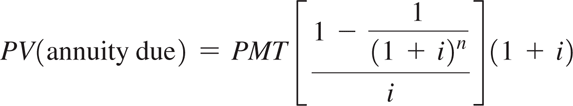 PV(annuity due) = PMT[(1 - 1/(1 + i)^n)/i](1 + i)